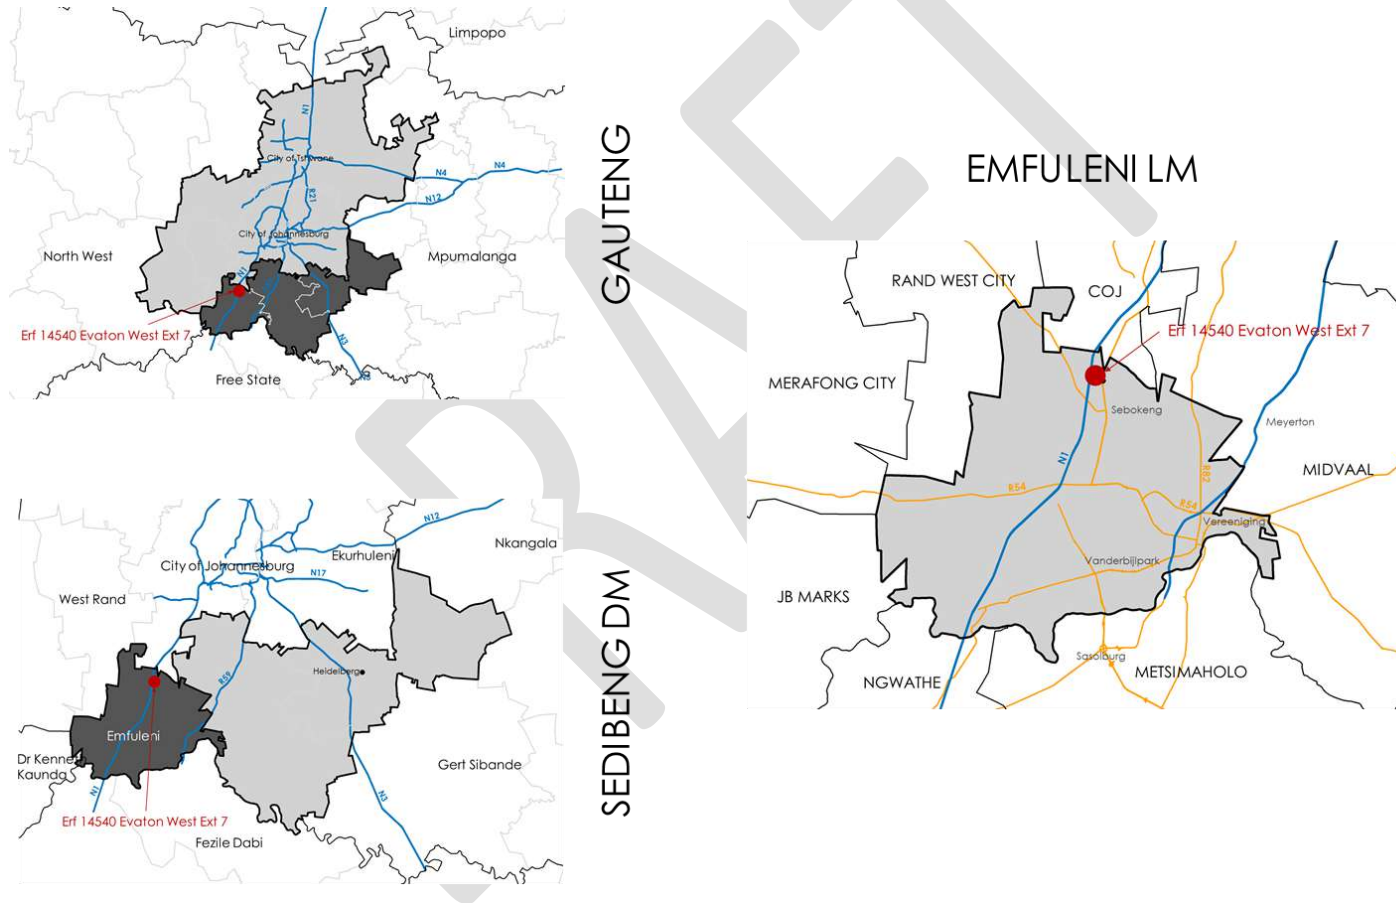 Limpopo
N1
City of Tshwane
N4
N4
R21
N12
City of Johannesburg
North West
Mpumalanga
N1
Erf 14540 Evaton West Ext 7
N3
Free State
GAUTENG
EMFULENI LM
RAND WEST CITY
COJ
Erf 14540 Evaton West Ext 7
MERAFONG CITY
Sebokeng
Meyerton
N1
MIDVAAL
R82
R54
R54
Vereeniging
Vanderbijlpark
JB MARKS
Sasolburg
METSIMAHOLO
NGWATHE
N12
Nkangala
Ekurhuleni
City of Johannesburg
N17
West Rand
Heidelberg
R59
Emfuleni
Dr Kenne
Kaunda
Gert Sibande
N1
N3
Erf 14540 Evaton West Ext 7
Fezile Dabi
SEDIBENG DM